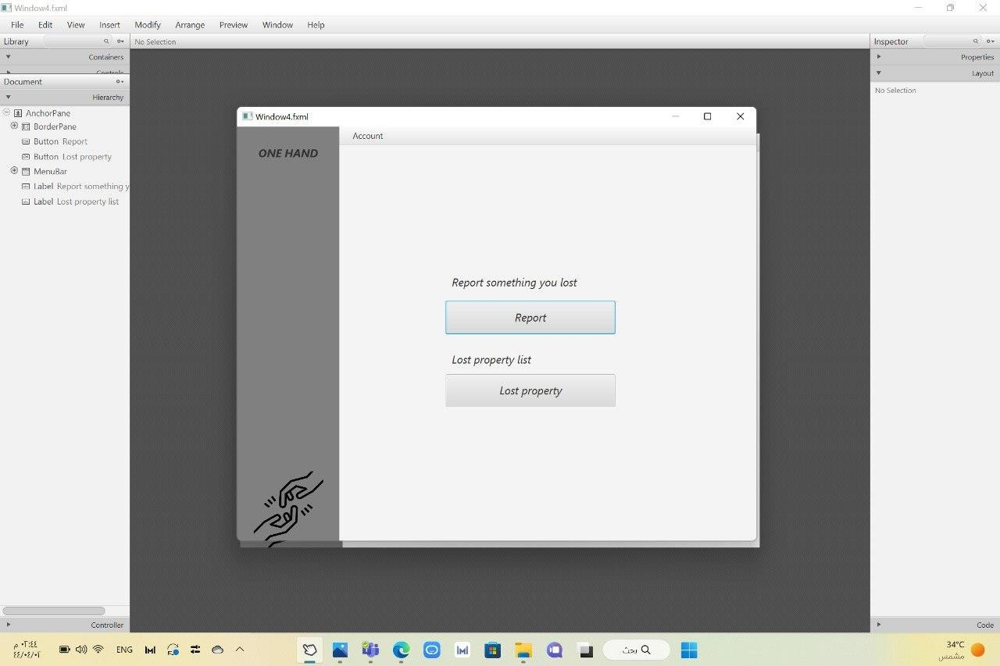 Window4.fxml
File Edit View Insert Modify Arrange Preview Window Help
Library
No Selection
Inspector
Containers
Controls
Properties
Document
Layout
Hierarchy
No Selection
AnchorPane
BorderPane
Button Report
Button Lost property
MenuBar
Label Report something y
Label Lost property list
Window4.fxml
ONE HAND
Account
Report something you lost
Report
Lost property list
Lost property
Controller
Code
ENG
بحث
34°C
مشمس